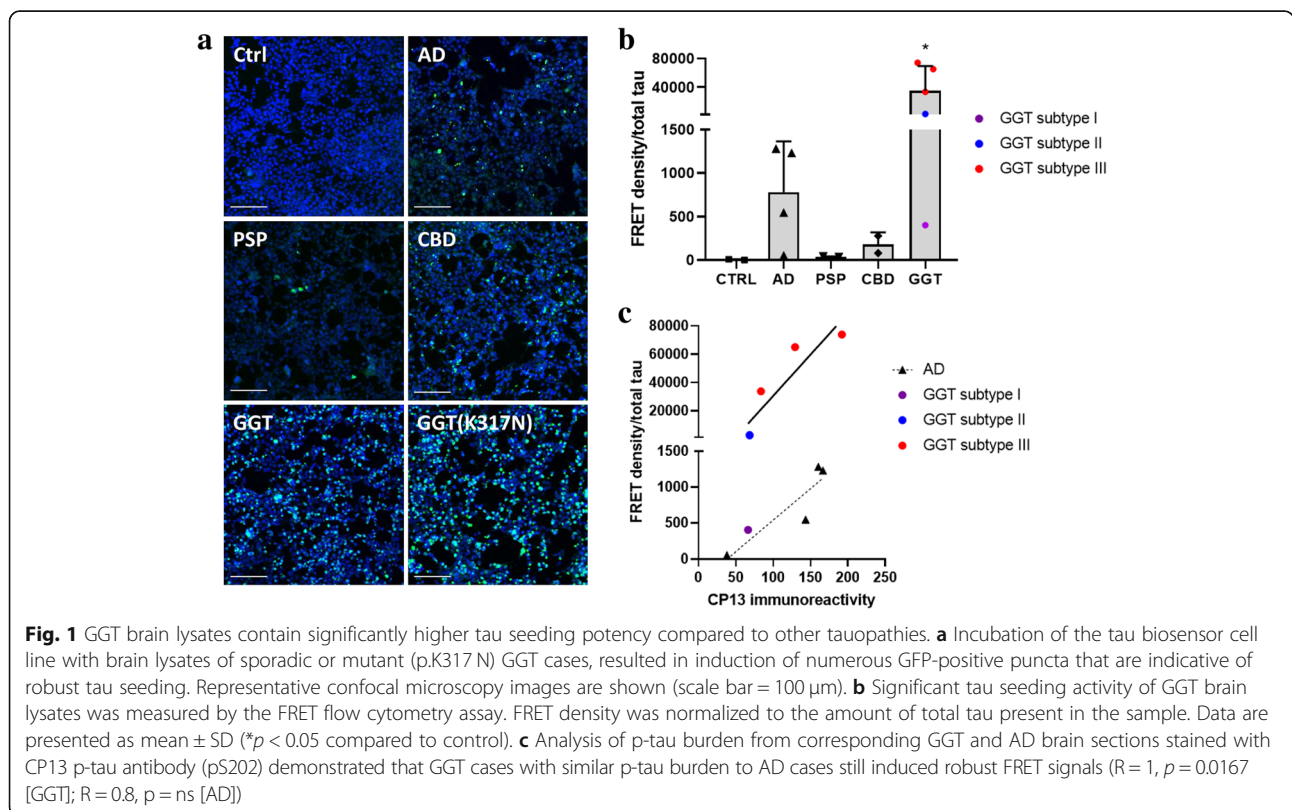 a
Ctrl
AD
PSP
CBD
GGT
GGT(K317N)
b
*
FRET density/total tau
80000
40000
1500
1000
500
0
CTRL AD PSP CBD GGT
GGT subtype I
GGT subtype II
GGT subtype III
c
FRET density/total tau
80000
60000
40000
20000
1500
1000
500
0
0 50 100 150 200 250
CP13 immunoreactivity
AD
GGT subtype I
GGT subtype II
GGT subtype III
Fig. 1 GGT brain lysates contain significantly higher tau seeding potency compared to other tauopathies. a Incubation of the tau biosensor cell
line with brain lysates of sporadic or mutant (p.K317 N) GGT cases, resulted in induction of numerous GFP-positive puncta that are indicative of
robust tau seeding. Representative confocal microscopy images are shown (scale bar = 100 μm). b Significant tau seeding activity of GGT brain
lysates was measured by the FRET flow cytometry assay. FRET density was normalized to the amount of total tau present in the sample. Data are
presented as mean ± SD (*p < 0.05 compared to control). c Analysis of p-tau burden from corresponding GGT and AD brain sections stained with
CP13 p-tau antibody (pS202) demonstrated that GGT cases with similar p-tau burden to AD cases still induced robust FRET signals (R = 1, p = 0.0167
[GGT]; R = 0.8, p = ns [AD])